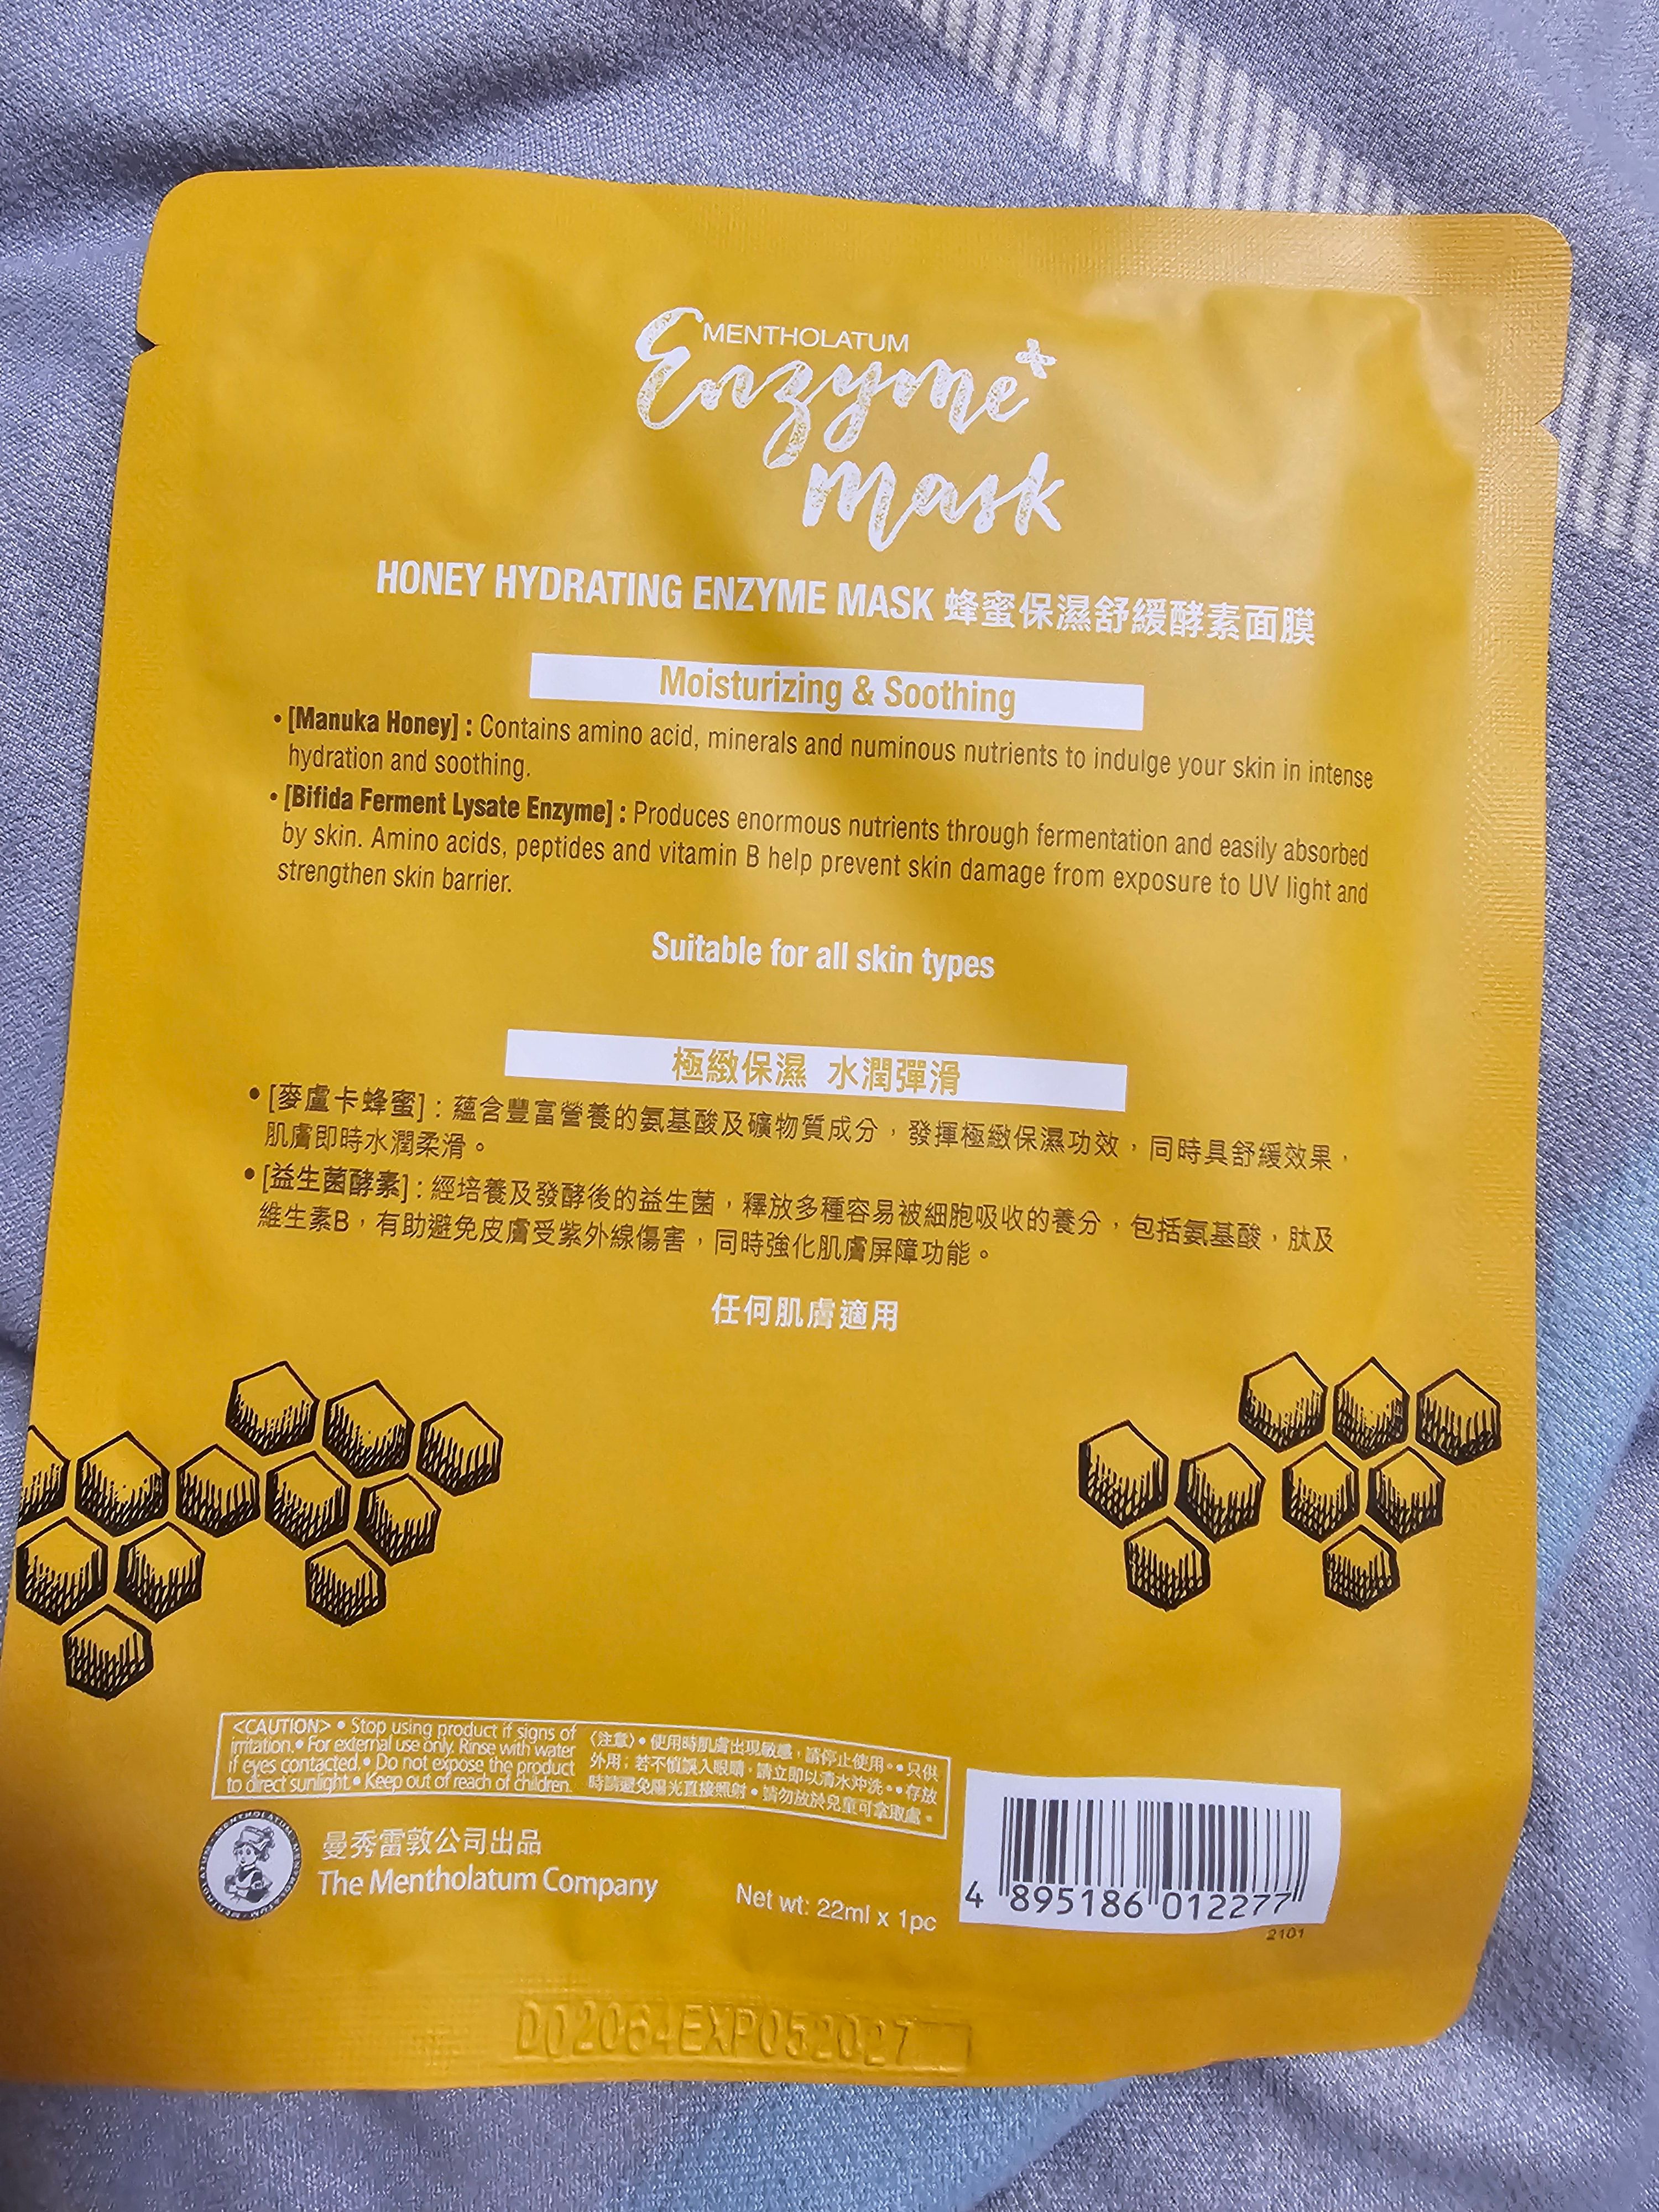 MENTHOLATUM
Enzyme+
mask
HONEY HYDRATING ENZYME MASK 蜂蜜保濕舒緩酵素面膜
Moisturizing & Soothing
• [Manuka Honey] : Contains amino acid, minerals and numinous nutrients to indulge your skin in intense
hydration and soothing.
• [Bifida Ferment Lysate Enzyme] : Produces enormous nutrients through fermentation and easily absorbed
by skin. Amino acids, peptides and vitamin B help prevent skin damage from exposure to UV light and
strengthen skin barrier.
Suitable for all skin types
極緻保濕 水潤彈滑
• [麥盧卡蜂蜜] : 蘊含豐富營養的氨基酸及礦物質成分，發揮極緻保濕功效，同時具舒緩效果，
肌膚即時水潤柔滑。
• [益生菌酵素] : 經培養及發酵後的益生菌，釋放多種容易被細胞吸收的養分，包括氨基酸，肽及
維生素B，有助避免皮膚受紫外線傷害，同時強化肌膚屏障功能。
任何肌膚適用
<CAUTION> • Stop using product if signs of
irritation. • For external use only. Rinse with water
if eyes contacted. • Do not expose the product
to direct sunlight. • Keep out of reach of children.
〈注意〉• 使用時肌膚出現敏感，請停止使用。• 只供
外用；若不慎誤入眼睛，請立即以清水沖洗。• 存放
時請避免陽光直接照射 • 請勿放於兒童可拿取處。
曼秀雷敦公司出品
The Mentholatum Company
Net wt: 22ml x 1pc
4 895186 012277
2101
D02064EXP052027